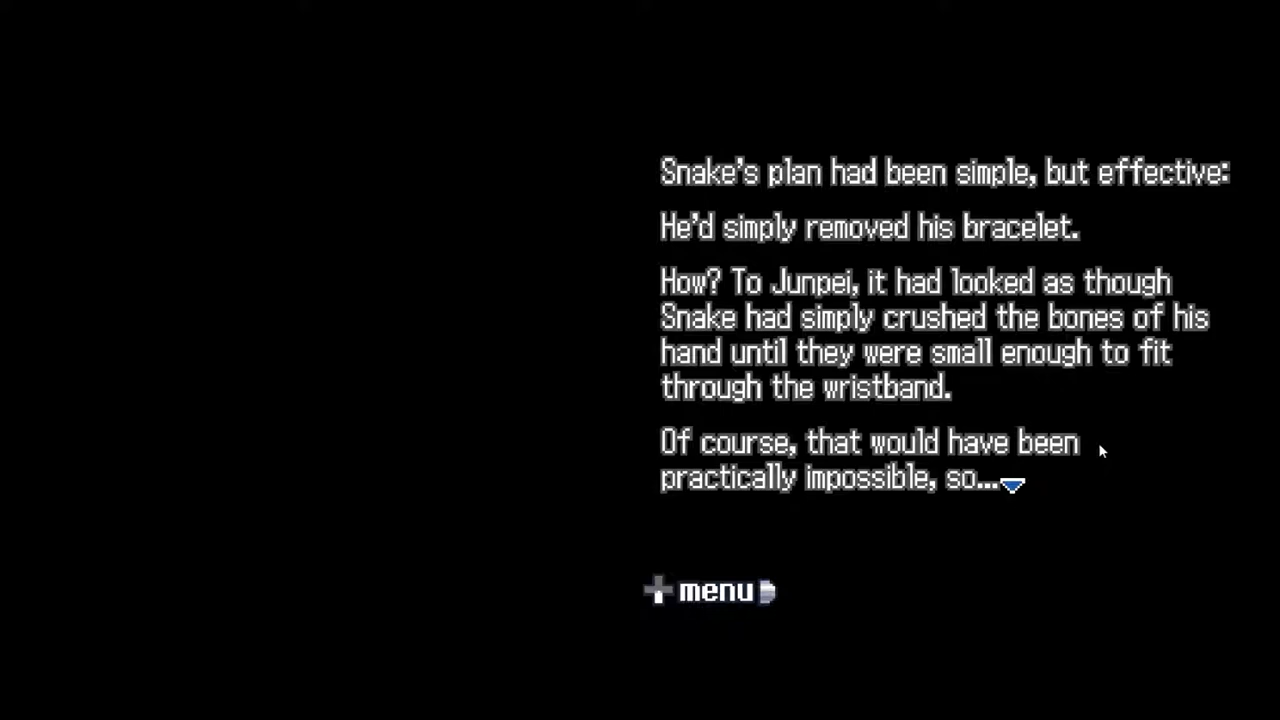 Snake's plan had been simple, but effective:
He'd simply removed his bracelet.
How? To Junpei, it had looked as though
Snake had simply crushed the bones of his
hand until they were small enough to fit
through the wristband.
Of course, that would have been
practically impossible, so...
menu